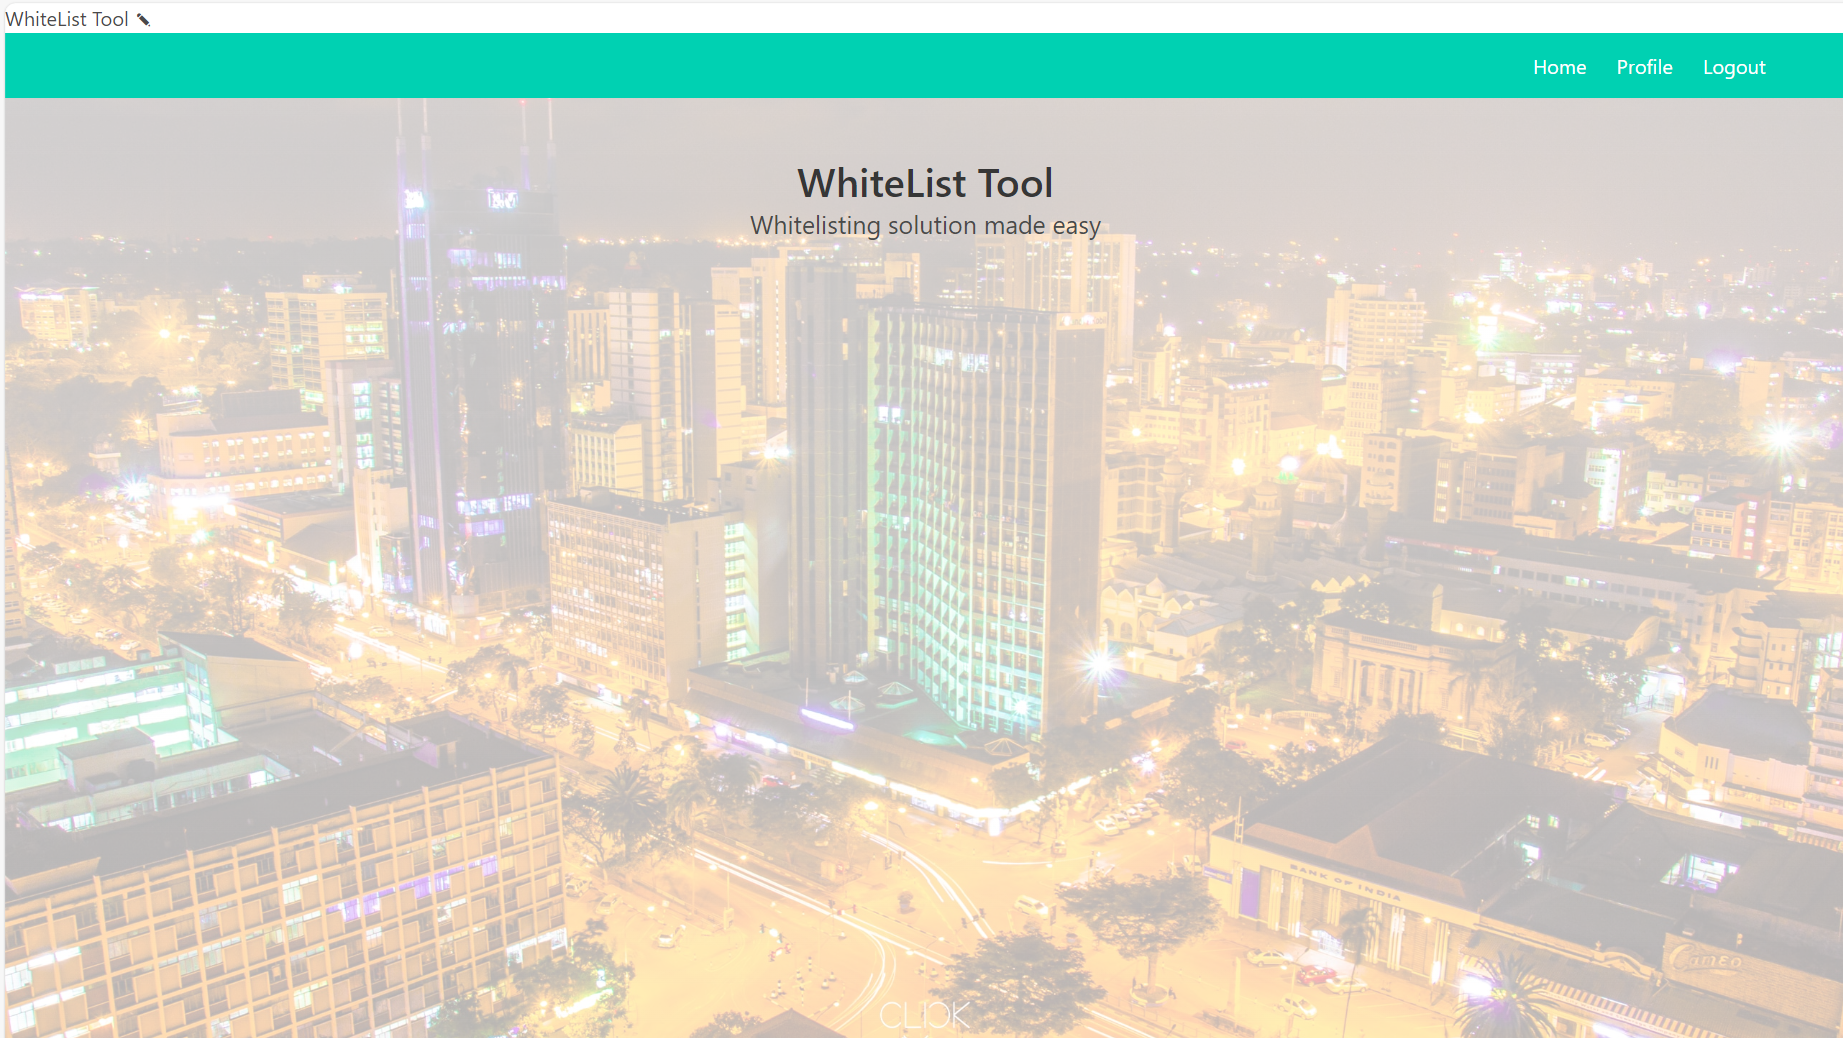 WhiteList Tool
Home Profile Logout
WhiteList Tool
Whitelisting solution made easy
BANK OF INDIA
CAMEO
CLICK